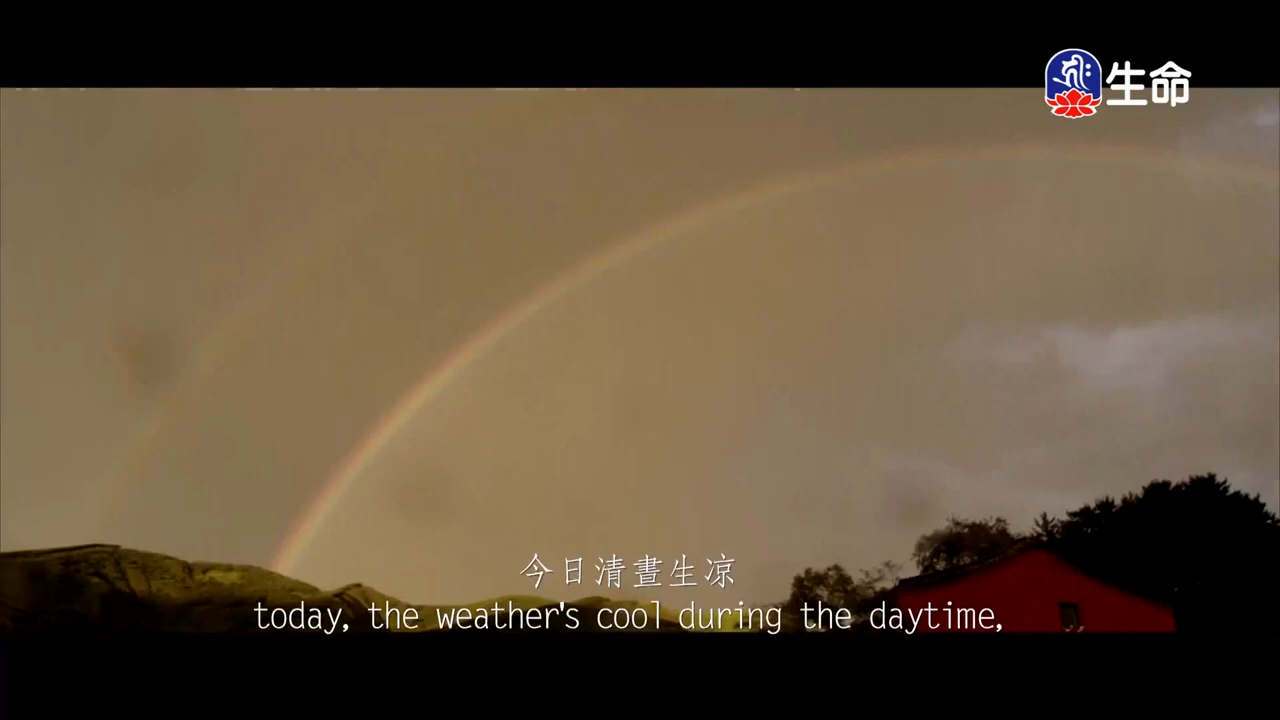 生命
今日清晝生凉
today, the weather's cool during the daytime,